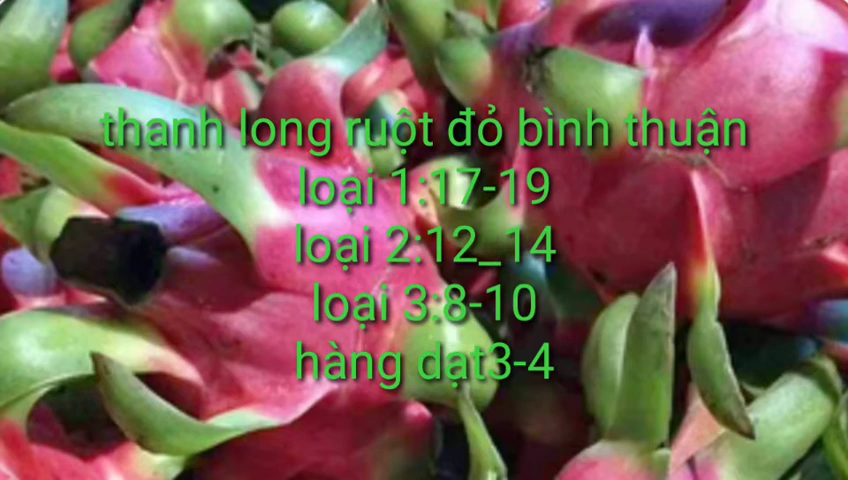 thanh long ruột đỏ bình thuận
loại 1:17-19
loại 2:12_14
loại 3:8-10
hàng dạt3-4